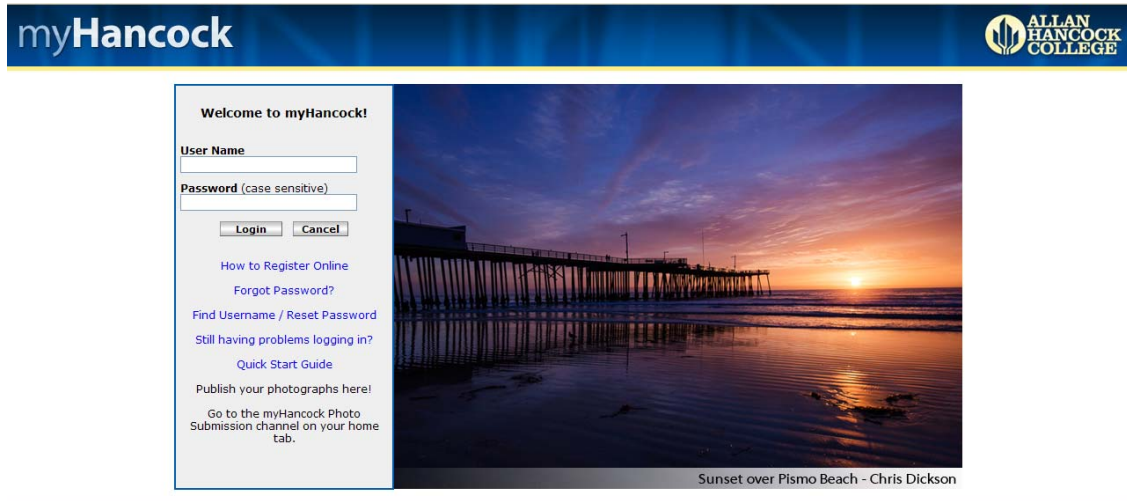 myHancock
ALLAN
HANCOCK
COLLEGE
Welcome to myHancock!
User Name
Password (case sensitive)
Login Cancel
How to Register Online
Forgot Password?
Find Username / Reset Password
Still having problems logging in?
Quick Start Guide
Publish your photographs here!
Go to the myHancock Photo
Submission channel on your home
tab.
Sunset over Pismo Beach - Chris Dickson